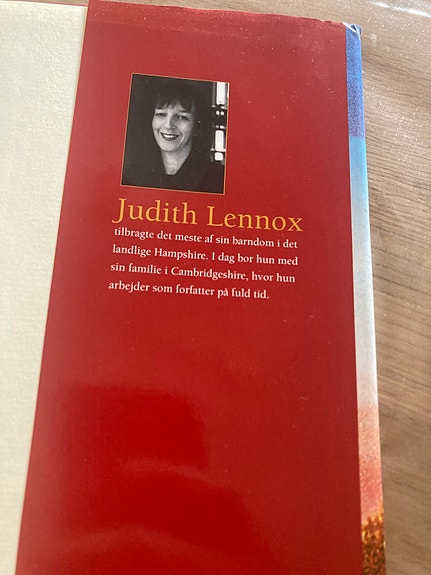 Judith Lennox
tilbragte det meste af sin barndom i det
landlige Hampshire. I dag bor hun med
sin familie i Cambridgeshire, hvor hun
arbejder som forfatter på fuld tid.